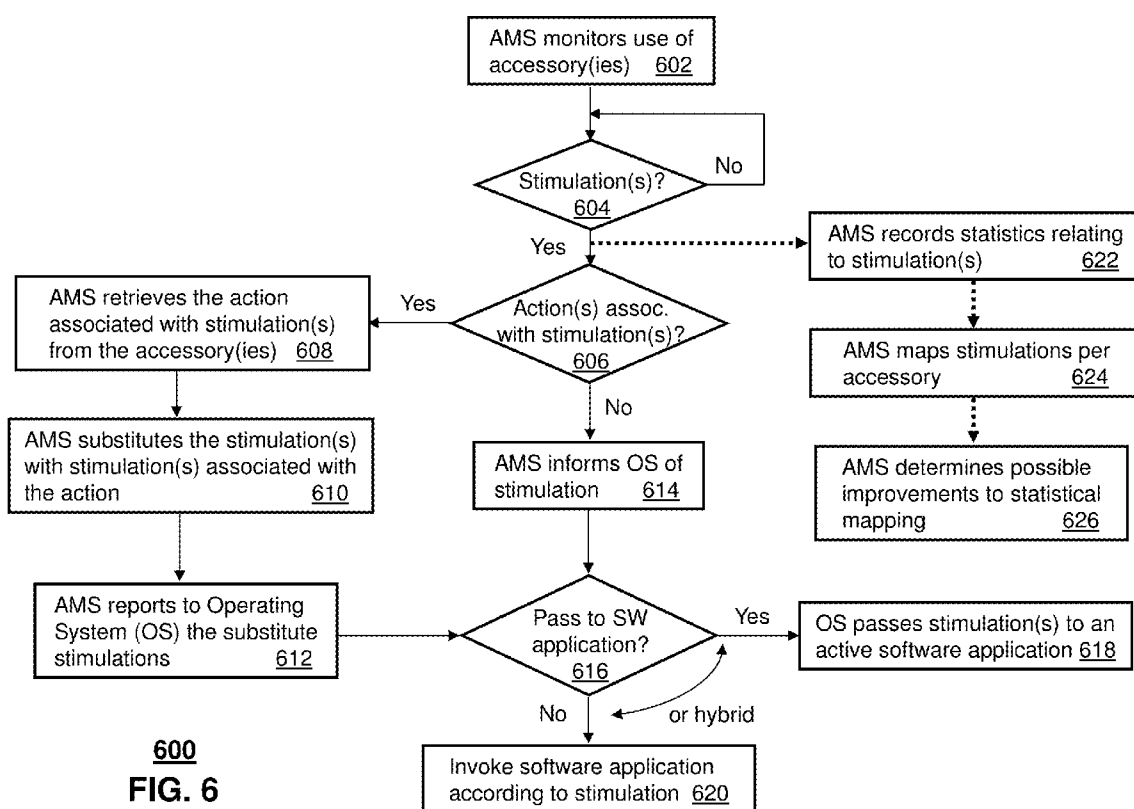 AMS monitors use of
accessory(ies) 602
Stimulation(s)?
604
No
Yes
AMS records statistics relating
to stimulation(s) 622
Action(s) assoc.
with stimulation(s)?
606
Yes
AMS retrieves the action
associated with stimulation(s)
from the accessory(ies) 608
AMS maps stimulations per
accessory 624
No
AMS substitutes the stimulation(s)
with stimulation(s) associated with
the action 610
AMS informs OS of
stimulation 614
AMS determines possible
improvements to statistical
mapping 626
AMS reports to Operating
System (OS) the substitute
stimulations 612
Pass to SW
application?
616
Yes
OS passes stimulation(s) to an
active software application 618
No
or hybrid
Invoke software application
according to stimulation 620
600
FIG. 6